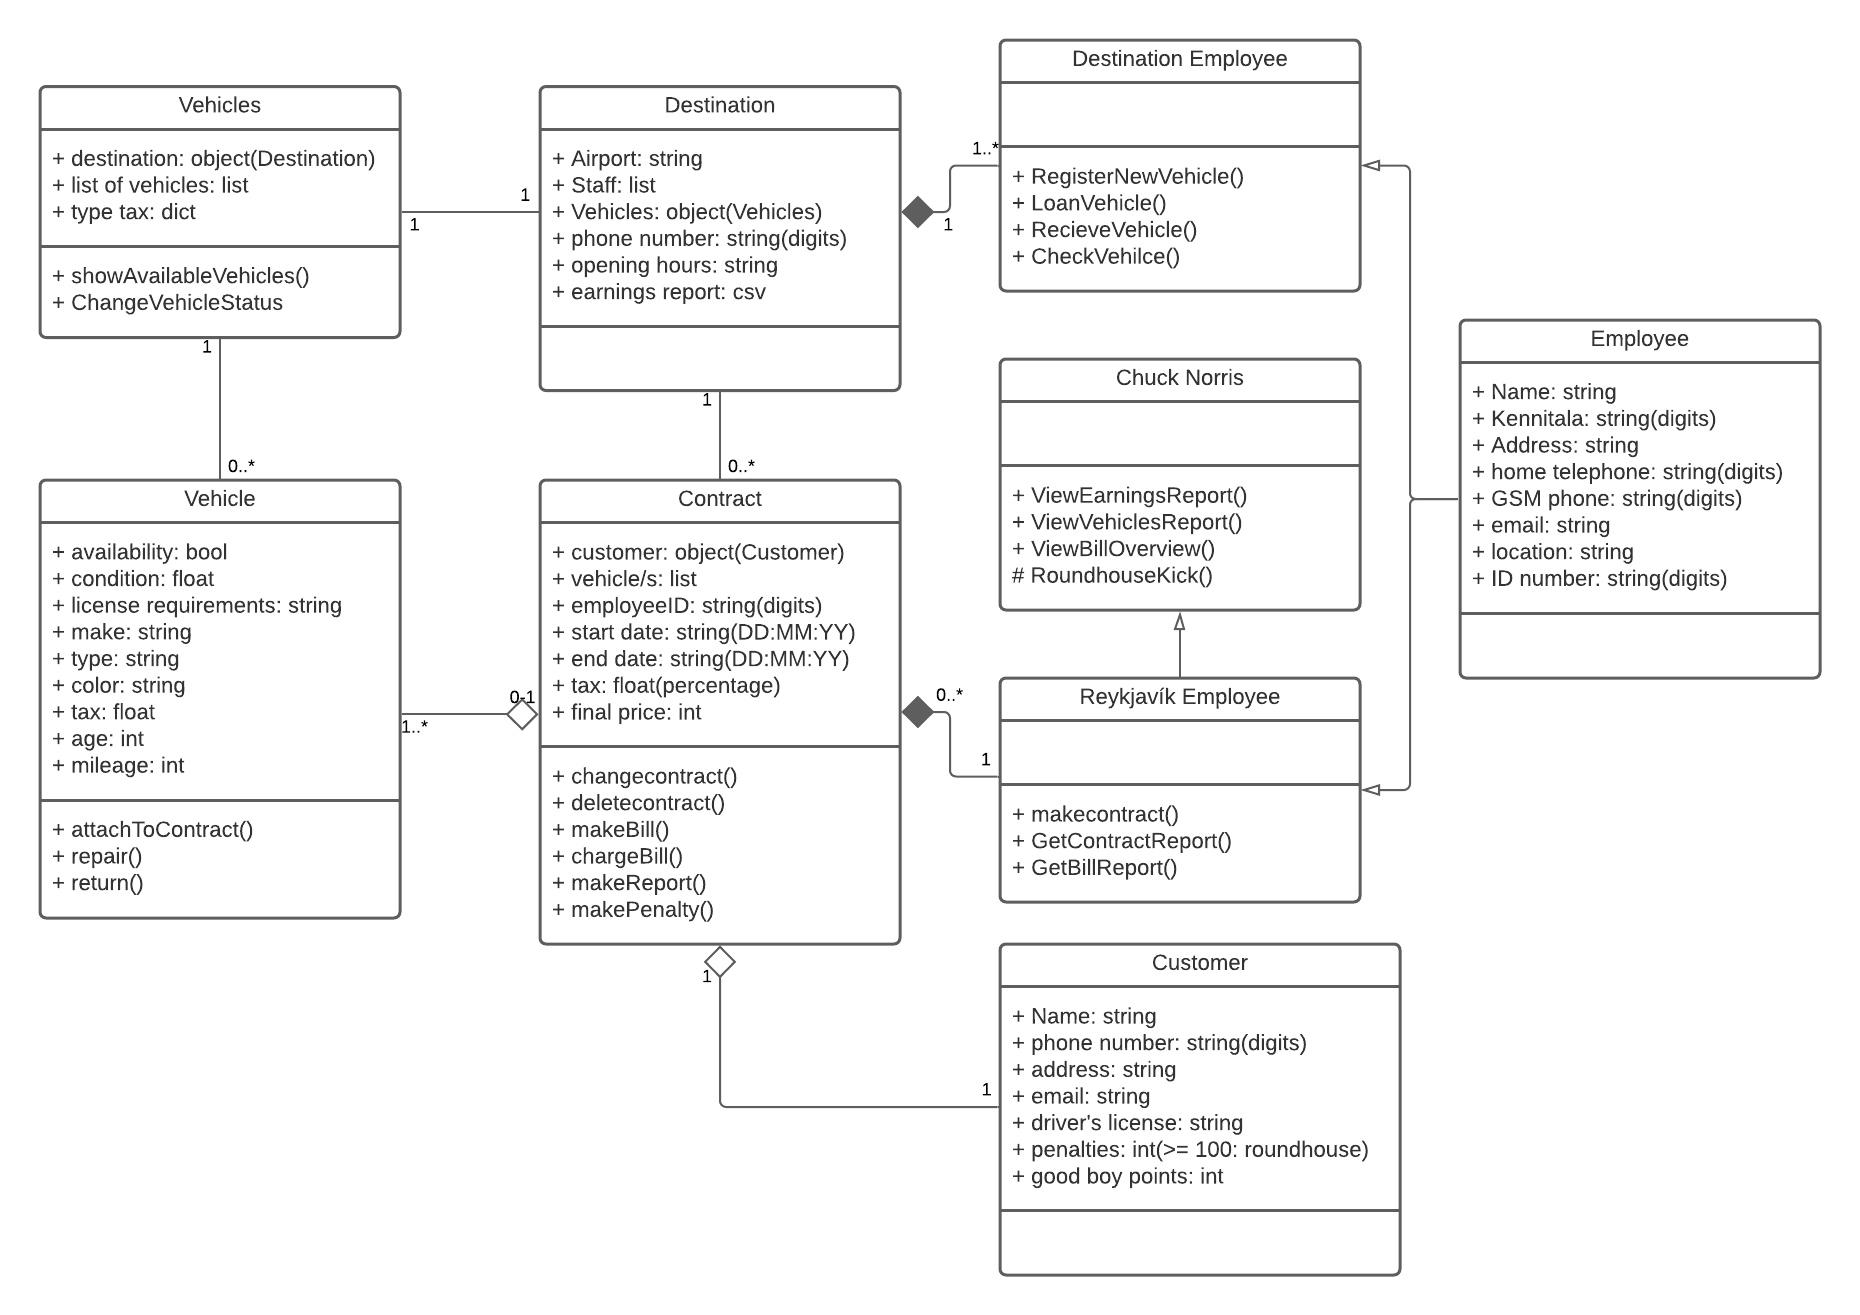 Vehicles
+ destination: object(Destination)
+ list of vehicles: list
+ type tax: dict
+ showAvailableVehicles()
+ ChangeVehicleStatus
1
1
1
0..*
Destination
+ Airport: string
+ Staff: list
+ Vehicles: object(Vehicles)
+ phone number: string(digits)
+ opening hours: string
+ earnings report: csv
1
0..*
1..*
1
Destination Employee
+ RegisterNewVehicle()
+ LoanVehicle()
+ RecieveVehicle()
+ CheckVehilce()
Chuck Norris
+ ViewEarningsReport()
+ ViewVehiclesReport()
+ ViewBillOverview()
# RoundhouseKick()
Employee
+ Name: string
+ Kennitala: string(digits)
+ Address: string
+ home telephone: string(digits)
+ GSM phone: string(digits)
+ email: string
+ location: string
+ ID number: string(digits)
Vehicle
+ availability: bool
+ condition: float
+ license requirements: string
+ make: string
+ type: string
+ color: string
+ tax: float
+ age: int
+ mileage: int
+ attachToContract()
+ repair()
+ return()
0-1
1..*
Contract
+ customer: object(Customer)
+ vehicle/s: list
+ employeeID: string(digits)
+ start date: string(DD:MM:YY)
+ end date: string(DD:MM:YY)
+ tax: float(percentage)
+ final price: int
+ changecontract()
+ deletecontract()
+ makeBill()
+ chargeBill()
+ makeReport()
+ makePenalty()
0..*
1
Reykjavík Employee
+ makecontract()
+ GetContractReport()
+ GetBillReport()
1
1
Customer
+ Name: string
+ phone number: string(digits)
+ address: string
+ email: string
+ driver's license: string
+ penalties: int(>= 100: roundhouse)
+ good boy points: int